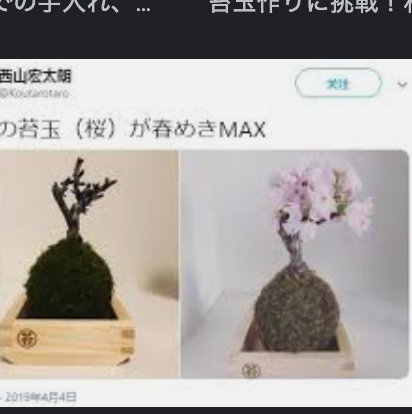 での手入れ、... 苔玉作りに挑戦！
西山宏太朗
@Koutarotaro
关注
の苔玉（桜）が春めきMAX
苔
苔
2019年4月4日